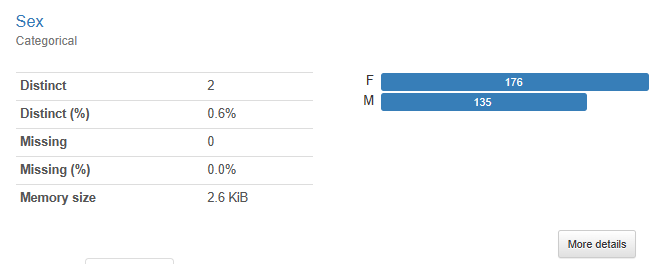 Sex
Categorical
Distinct 2
Distinct (%) 0.6%
Missing 0
Missing (%) 0.0%
Memory size 2.6 KiB
F 176
M 135
More details